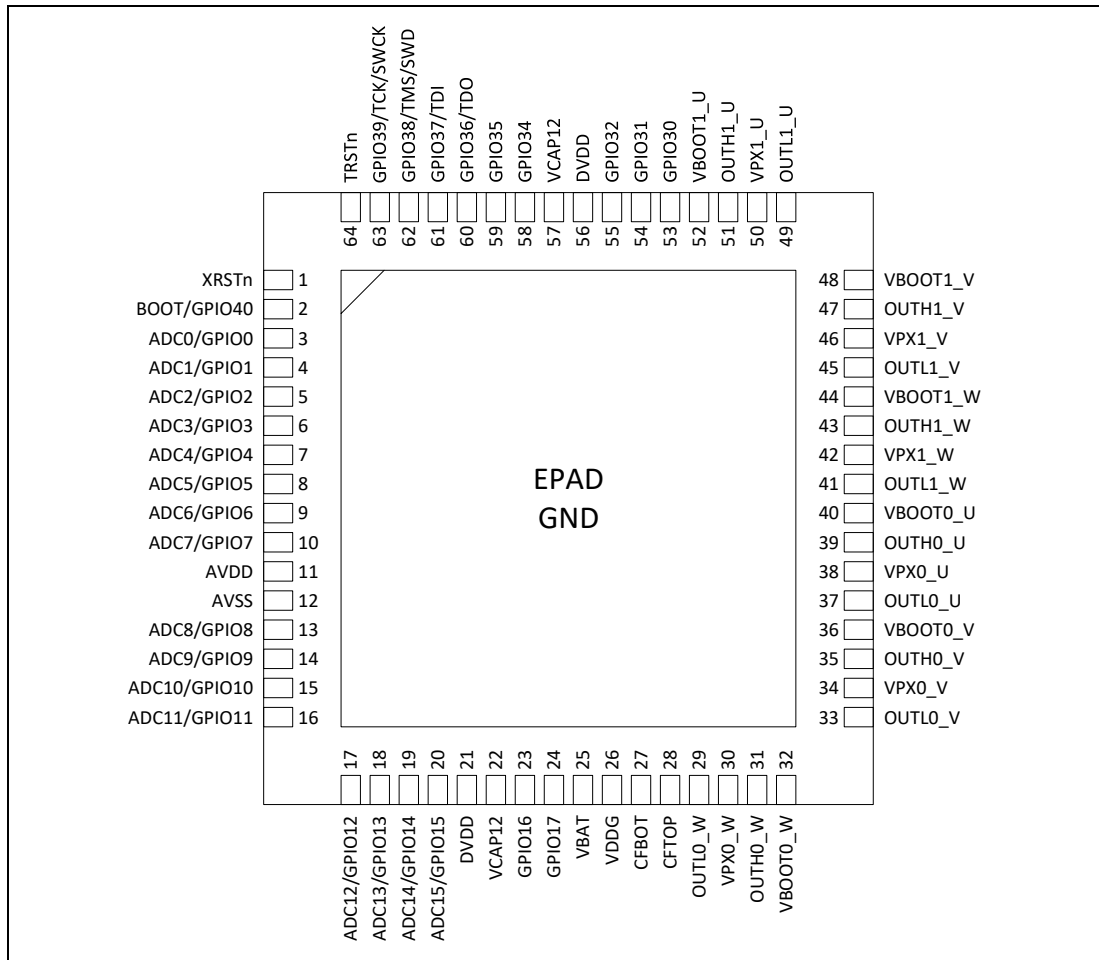 TRSTn
GPIO39/TCK/SWCK
GPIO38/TMS/SWD
GPIO37/TDI
GPIO36/TDO
GPIO35
GPIO34
VCAP12
DVDD
GPIO32
GPIO31
GPIO30
VBOOT1_U
OUTH1_U
VPX1_U
OUTL1_U
64
63
62
61
60
59
58
57
56
55
54
53
52
51
50
49
XRSTn 1
BOOT/GPIO40 2
ADC0/GPIO0 3
ADC1/GPIO1 4
ADC2/GPIO2 5
ADC3/GPIO3 6
ADC4/GPIO4 7
ADC5/GPIO5 8
ADC6/GPIO6 9
ADC7/GPIO7 10
AVDD 11
AVSS 12
ADC8/GPIO8 13
ADC9/GPIO9 14
ADC10/GPIO10 15
ADC11/GPIO11 16
EPAD
GND
48 VBOOT1_V
47 OUTH1_V
46 VPX1_V
45 OUTL1_V
44 VBOOT1_W
43 OUTH1_W
42 VPX1_W
41 OUTL1_W
40 VBOOT0_U
39 OUTH0_U
38 VPX0_U
37 OUTL0_U
36 VBOOT0_V
35 OUTH0_V
34 VPX0_V
33 OUTL0_V
17
18
19
20
21
22
23
24
25
26
27
28
29
30
31
32
ADC12/GPIO12
ADC13/GPIO13
ADC14/GPIO14
ADC15/GPIO15
DVDD
VCAP12
GPIO16
GPIO17
VBAT
VDDG
CFBOT
CFTOP
OUTL0_W
VPX0_W
OUTH0_W
VBOOT0_W